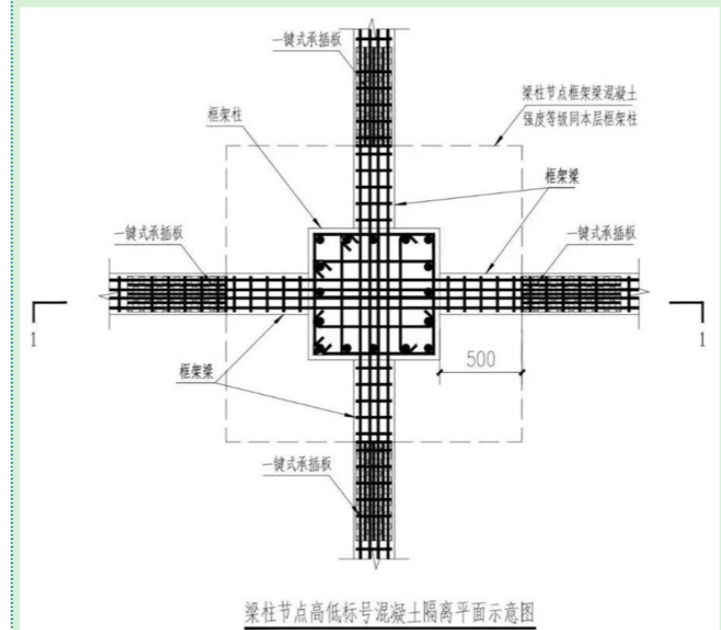 一键式承插板
梁柱节点框架梁混凝土
强度等级同本层框架柱
框架柱
框架梁
一键式承插板
一键式承插板
1
1
500
框架梁
一键式承插板
梁柱节点高低标号混凝土隔离平面示意图